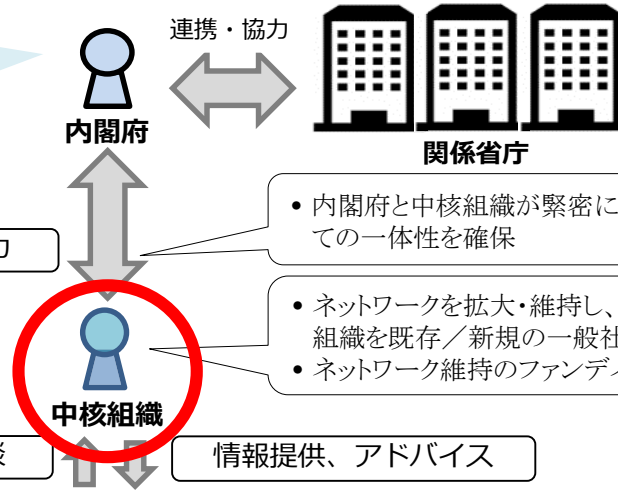 連携・協力
内閣府
関係省庁
• 内閣府と中核組織が緊密に
ての一体性を確保
• ネットワークを拡大・維持し、
組織を既存／新規の一般社
• ネットワーク維持のファンディ
中核組織
情報提供、アドバイス